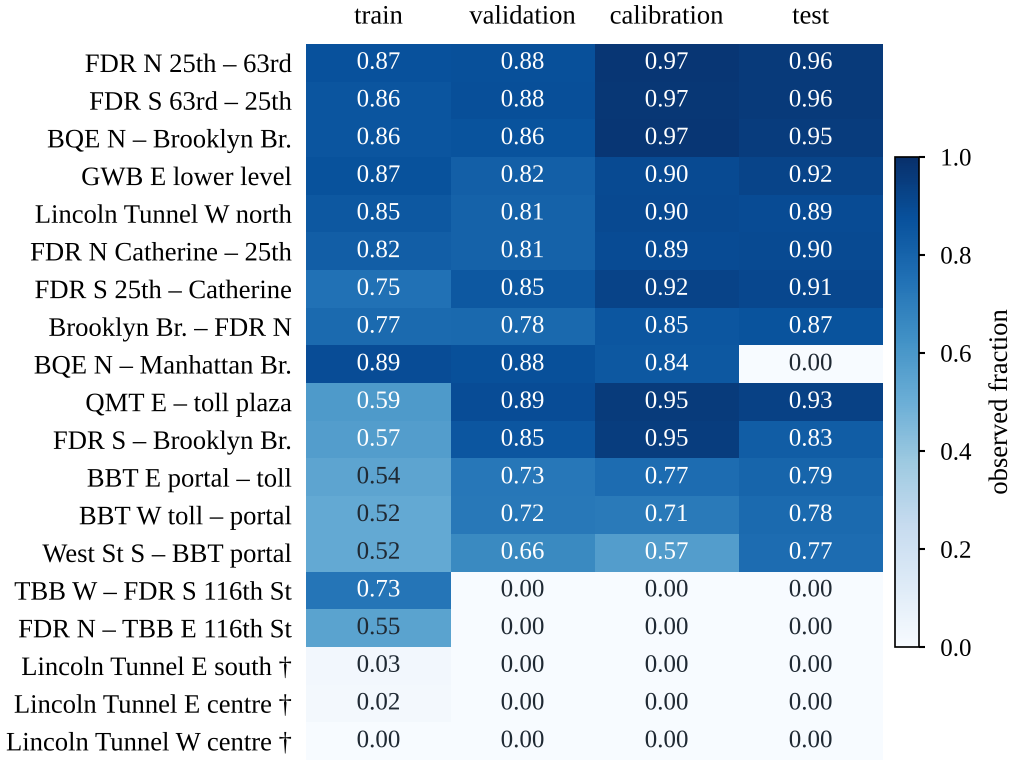 train validation calibration test
FDR N 25th – 63rd 0.87 0.88 0.97 0.96
FDR S 63rd – 25th 0.86 0.88 0.97 0.96
BQE N – Brooklyn Br. 0.86 0.86 0.97 0.95
GWB E lower level 0.87 0.82 0.90 0.92
Lincoln Tunnel W north 0.85 0.81 0.90 0.89
FDR N Catherine – 25th 0.82 0.81 0.89 0.90
FDR S 25th – Catherine 0.75 0.85 0.92 0.91
Brooklyn Br. – FDR N 0.77 0.78 0.85 0.87
BQE N – Manhattan Br. 0.89 0.88 0.84 0.00
QMT E – toll plaza 0.59 0.89 0.95 0.93
FDR S – Brooklyn Br. 0.57 0.85 0.95 0.83
BBT E portal – toll 0.54 0.73 0.77 0.79
BBT W toll – portal 0.52 0.72 0.71 0.78
West St S – BBT portal 0.52 0.66 0.57 0.77
TBB W – FDR S 116th St 0.73 0.00 0.00 0.00
FDR N – TBB E 116th St 0.55 0.00 0.00 0.00
Lincoln Tunnel E south † 0.03 0.00 0.00 0.00
Lincoln Tunnel E centre † 0.02 0.00 0.00 0.00
Lincoln Tunnel W centre † 0.00 0.00 0.00 0.00
1.0
0.8
0.6
0.4
0.2
0.0
observed fraction